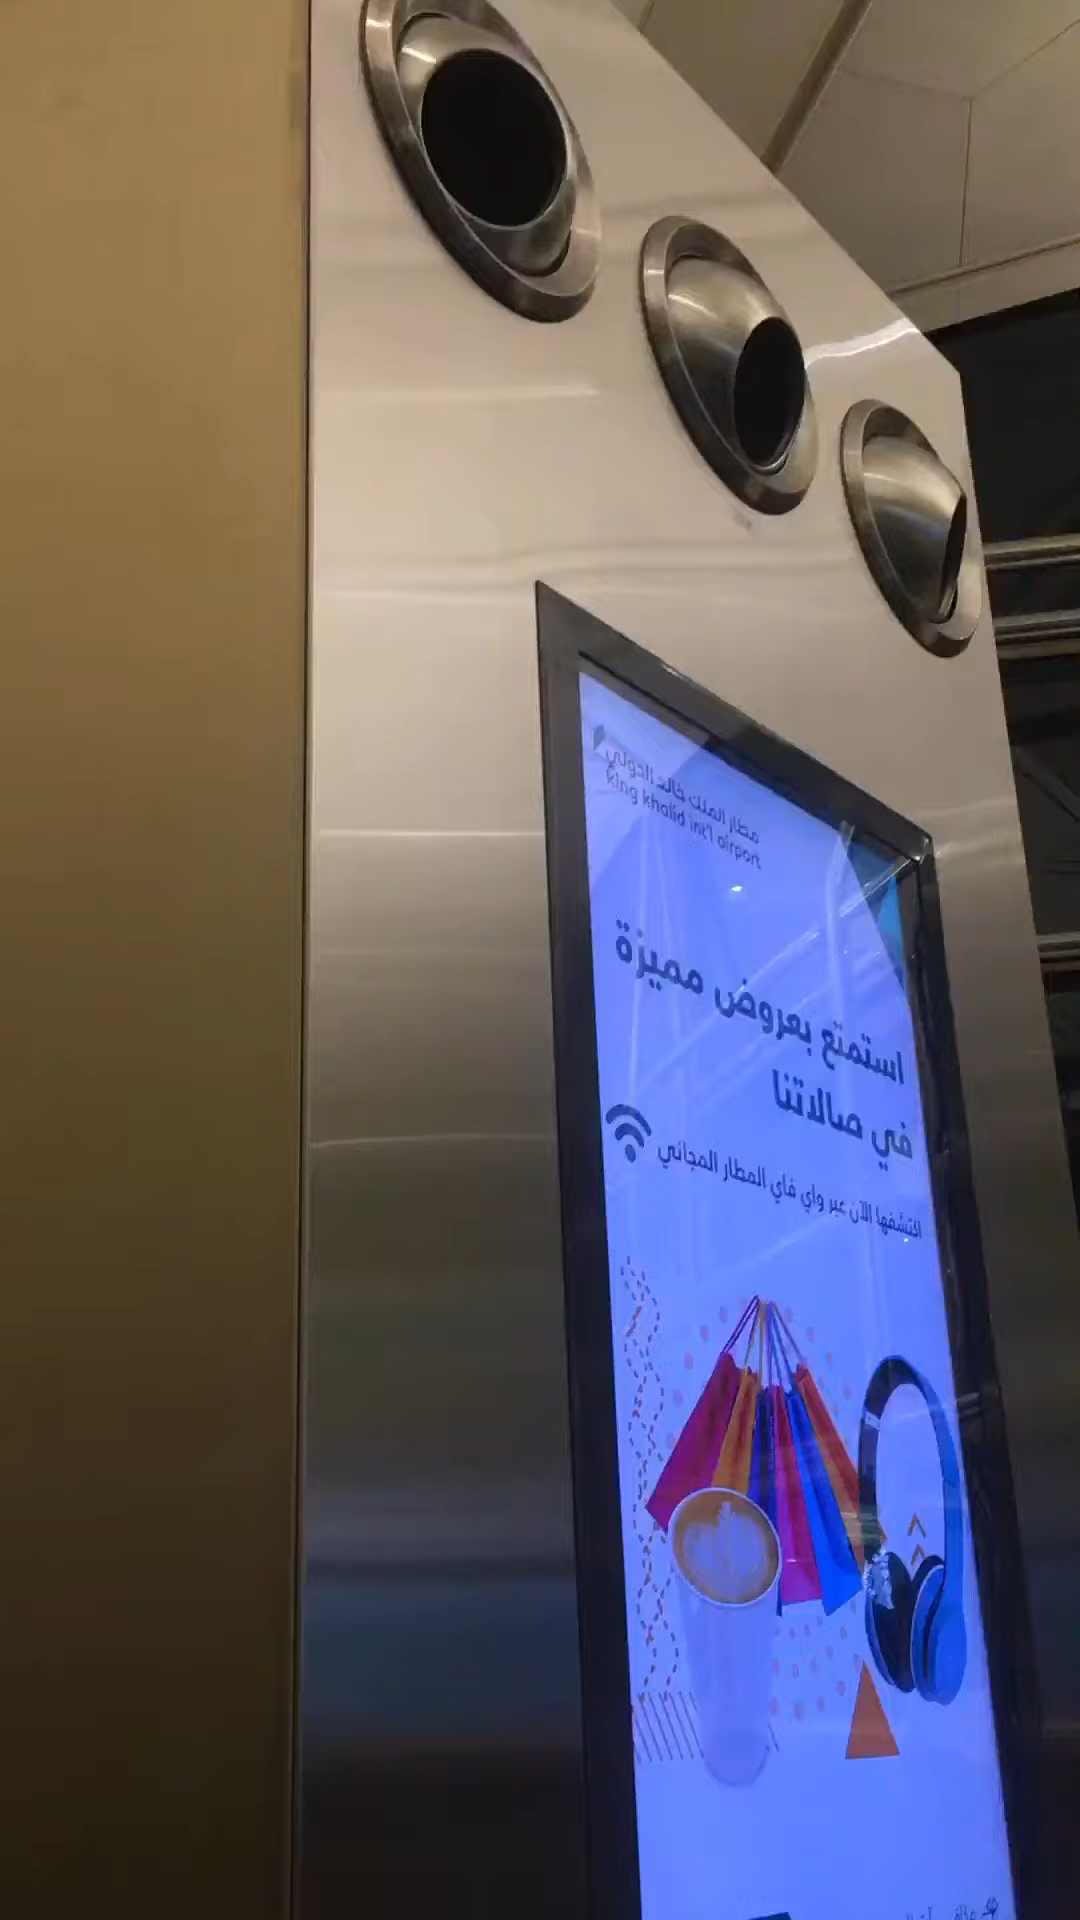 مطار الملك خالد الدولي
king khalid int'l airport
استمتع بعروض مميزة
في صالاتنا
اكتشفها الآن عبر واي فاي المطار المجاني